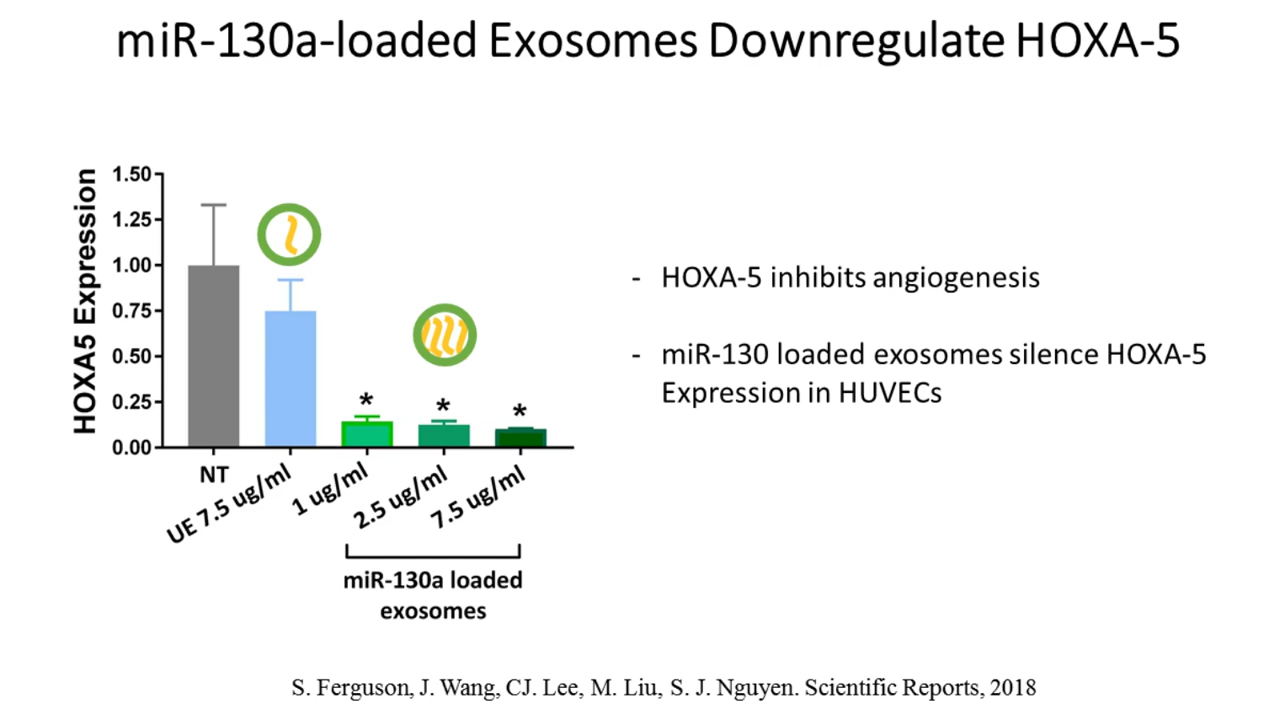 miR-130a-loaded Exosomes Downregulate HOXA-5
HOXA5 Expression
1.50
1.25
1.00
0.75
0.50
0.25
0.00
*
*
*
NT
UE 7.5 ug/ml
1 ug/ml
2.5 ug/ml
7.5 ug/ml
miR-130a loaded
exosomes
- HOXA-5 inhibits angiogenesis
- miR-130 loaded exosomes silence HOXA-5
Expression in HUVECs
S. Ferguson, J. Wang, CJ. Lee, M. Liu, S. J. Nguyen. Scientific Reports, 2018